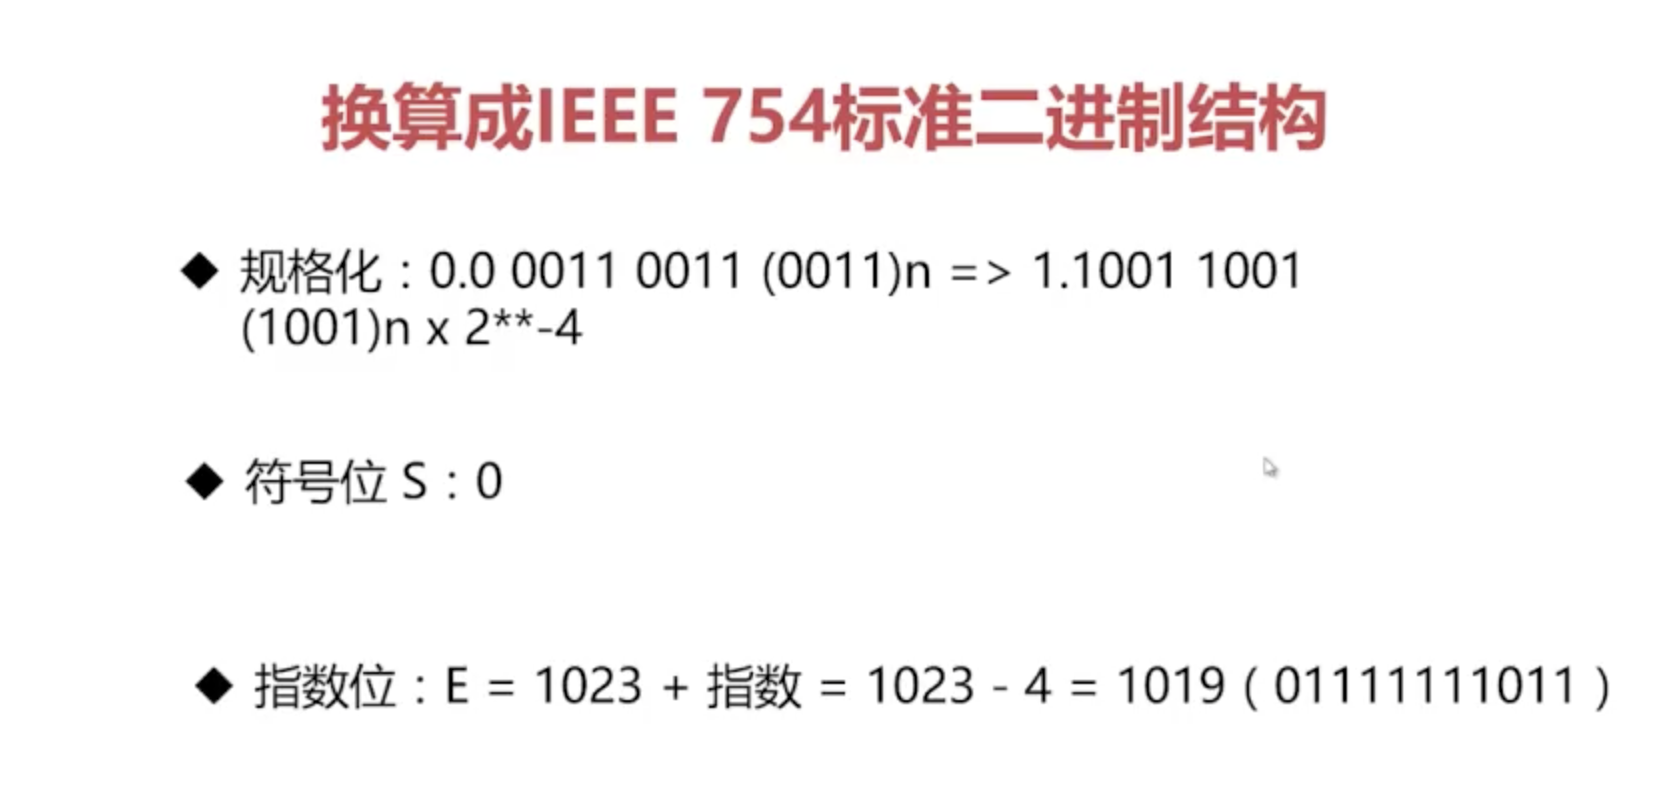 换算成IEEE 754标准二进制结构
◆ 规格化：0.0 0011 0011 (0011)n => 1.1001 1001
(1001)n x 2**-4
◆ 符号位 S：0
◆ 指数位：E = 1023 + 指数 = 1023 - 4 = 1019 ( 01111111011 )